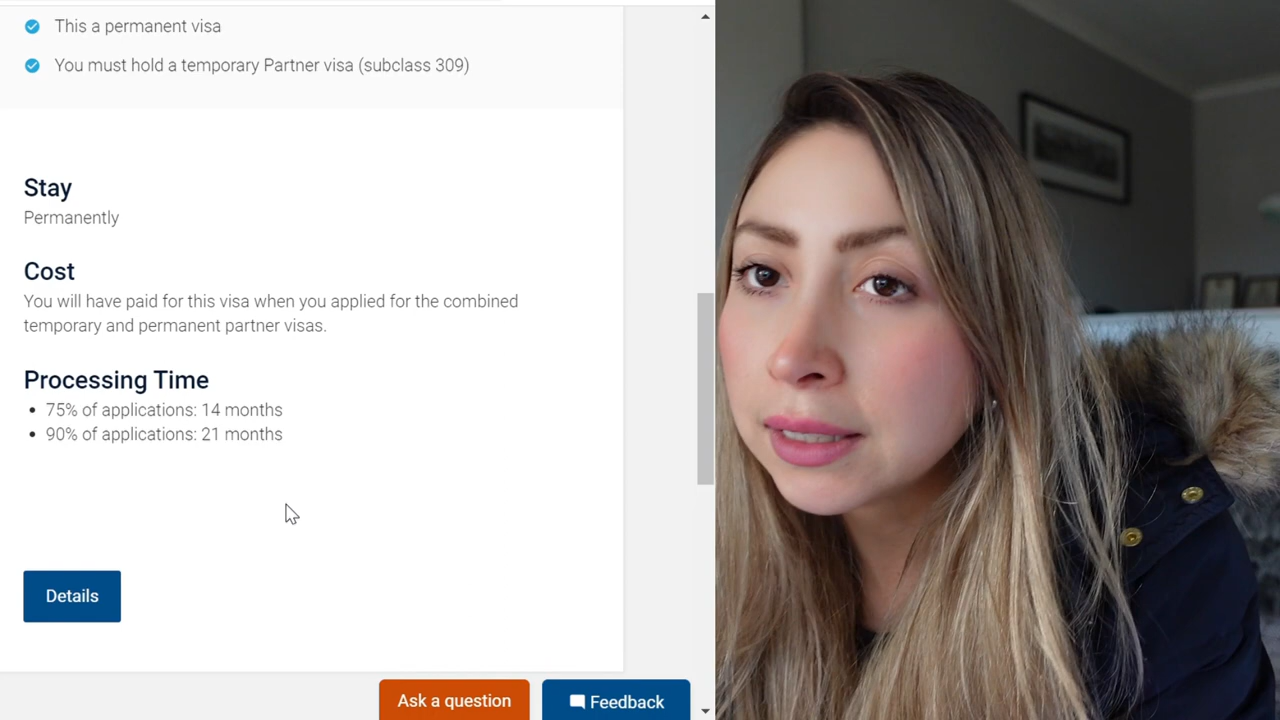 This a permanent visa
You must hold a temporary Partner visa (subclass 309)
Stay
Permanently
Cost
You will have paid for this visa when you applied for the combined
temporary and permanent partner visas.
Processing Time
75% of applications: 14 months
90% of applications: 21 months
Details
Ask a question
Feedback